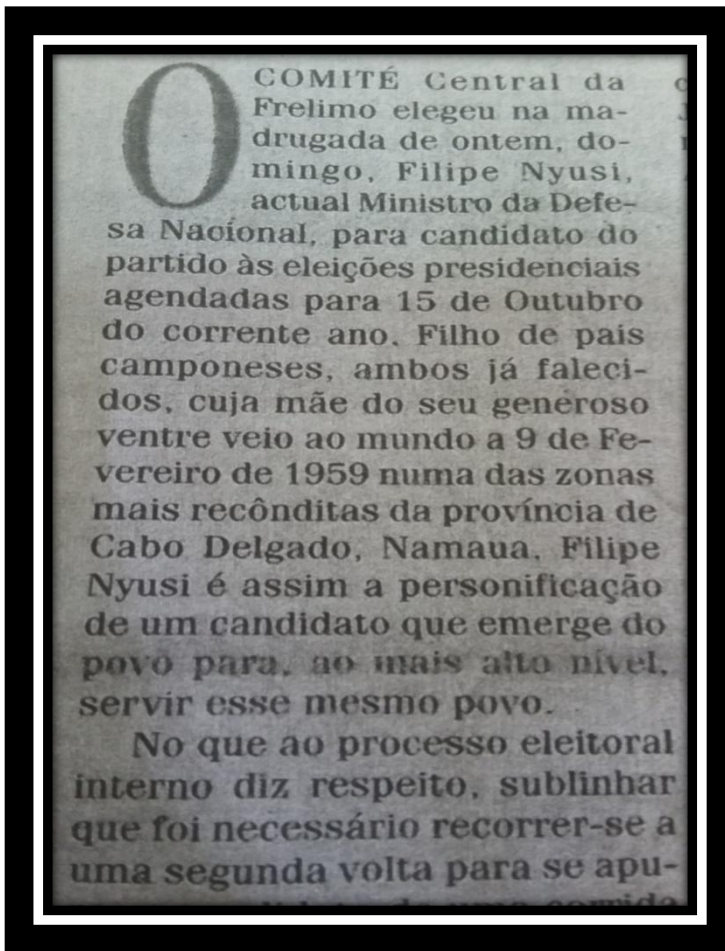 O COMITÉ Central da
Frelimo elegeu na ma-
drugada de ontem, do-
mingo, Filipe Nyusi,
actual Ministro da Defe-
sa Nacional, para candidato do
partido às eleições presidenciais
agendadas para 15 de Outubro
do corrente ano. Filho de pais
camponeses, ambos já faleci-
dos, cuja mãe do seu generoso
ventre veio ao mundo a 9 de Fe-
vereiro de 1959 numa das zonas
mais recônditas da província de
Cabo Delgado, Namaua, Filipe
Nyusi é assim a personificação
de um candidato que emerge do
povo para, ao mais alto nível,
servir esse mesmo povo.
No que ao processo eleitoral
interno diz respeito, sublinhar
que foi necessário recorrer-se a
uma segunda volta para se apu-
corrida